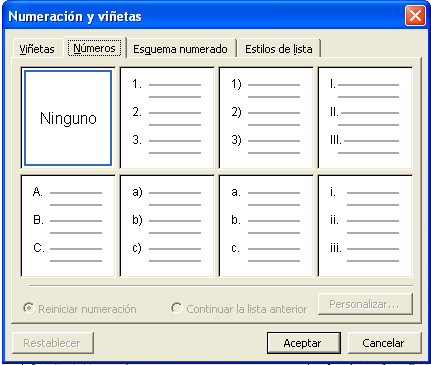 Numeración y viñetas
Viñetas Números Esquema numerado Estilos de lista
Ninguno
1.
2.
3.
1)
2)
3)
I.
II.
III.
A.
B.
C.
a)
b)
c)
a.
b.
c.
i.
ii.
iii.
Reiniciar numeración Continuar la lista anterior Personalizar...
Restablecer Aceptar Cancelar